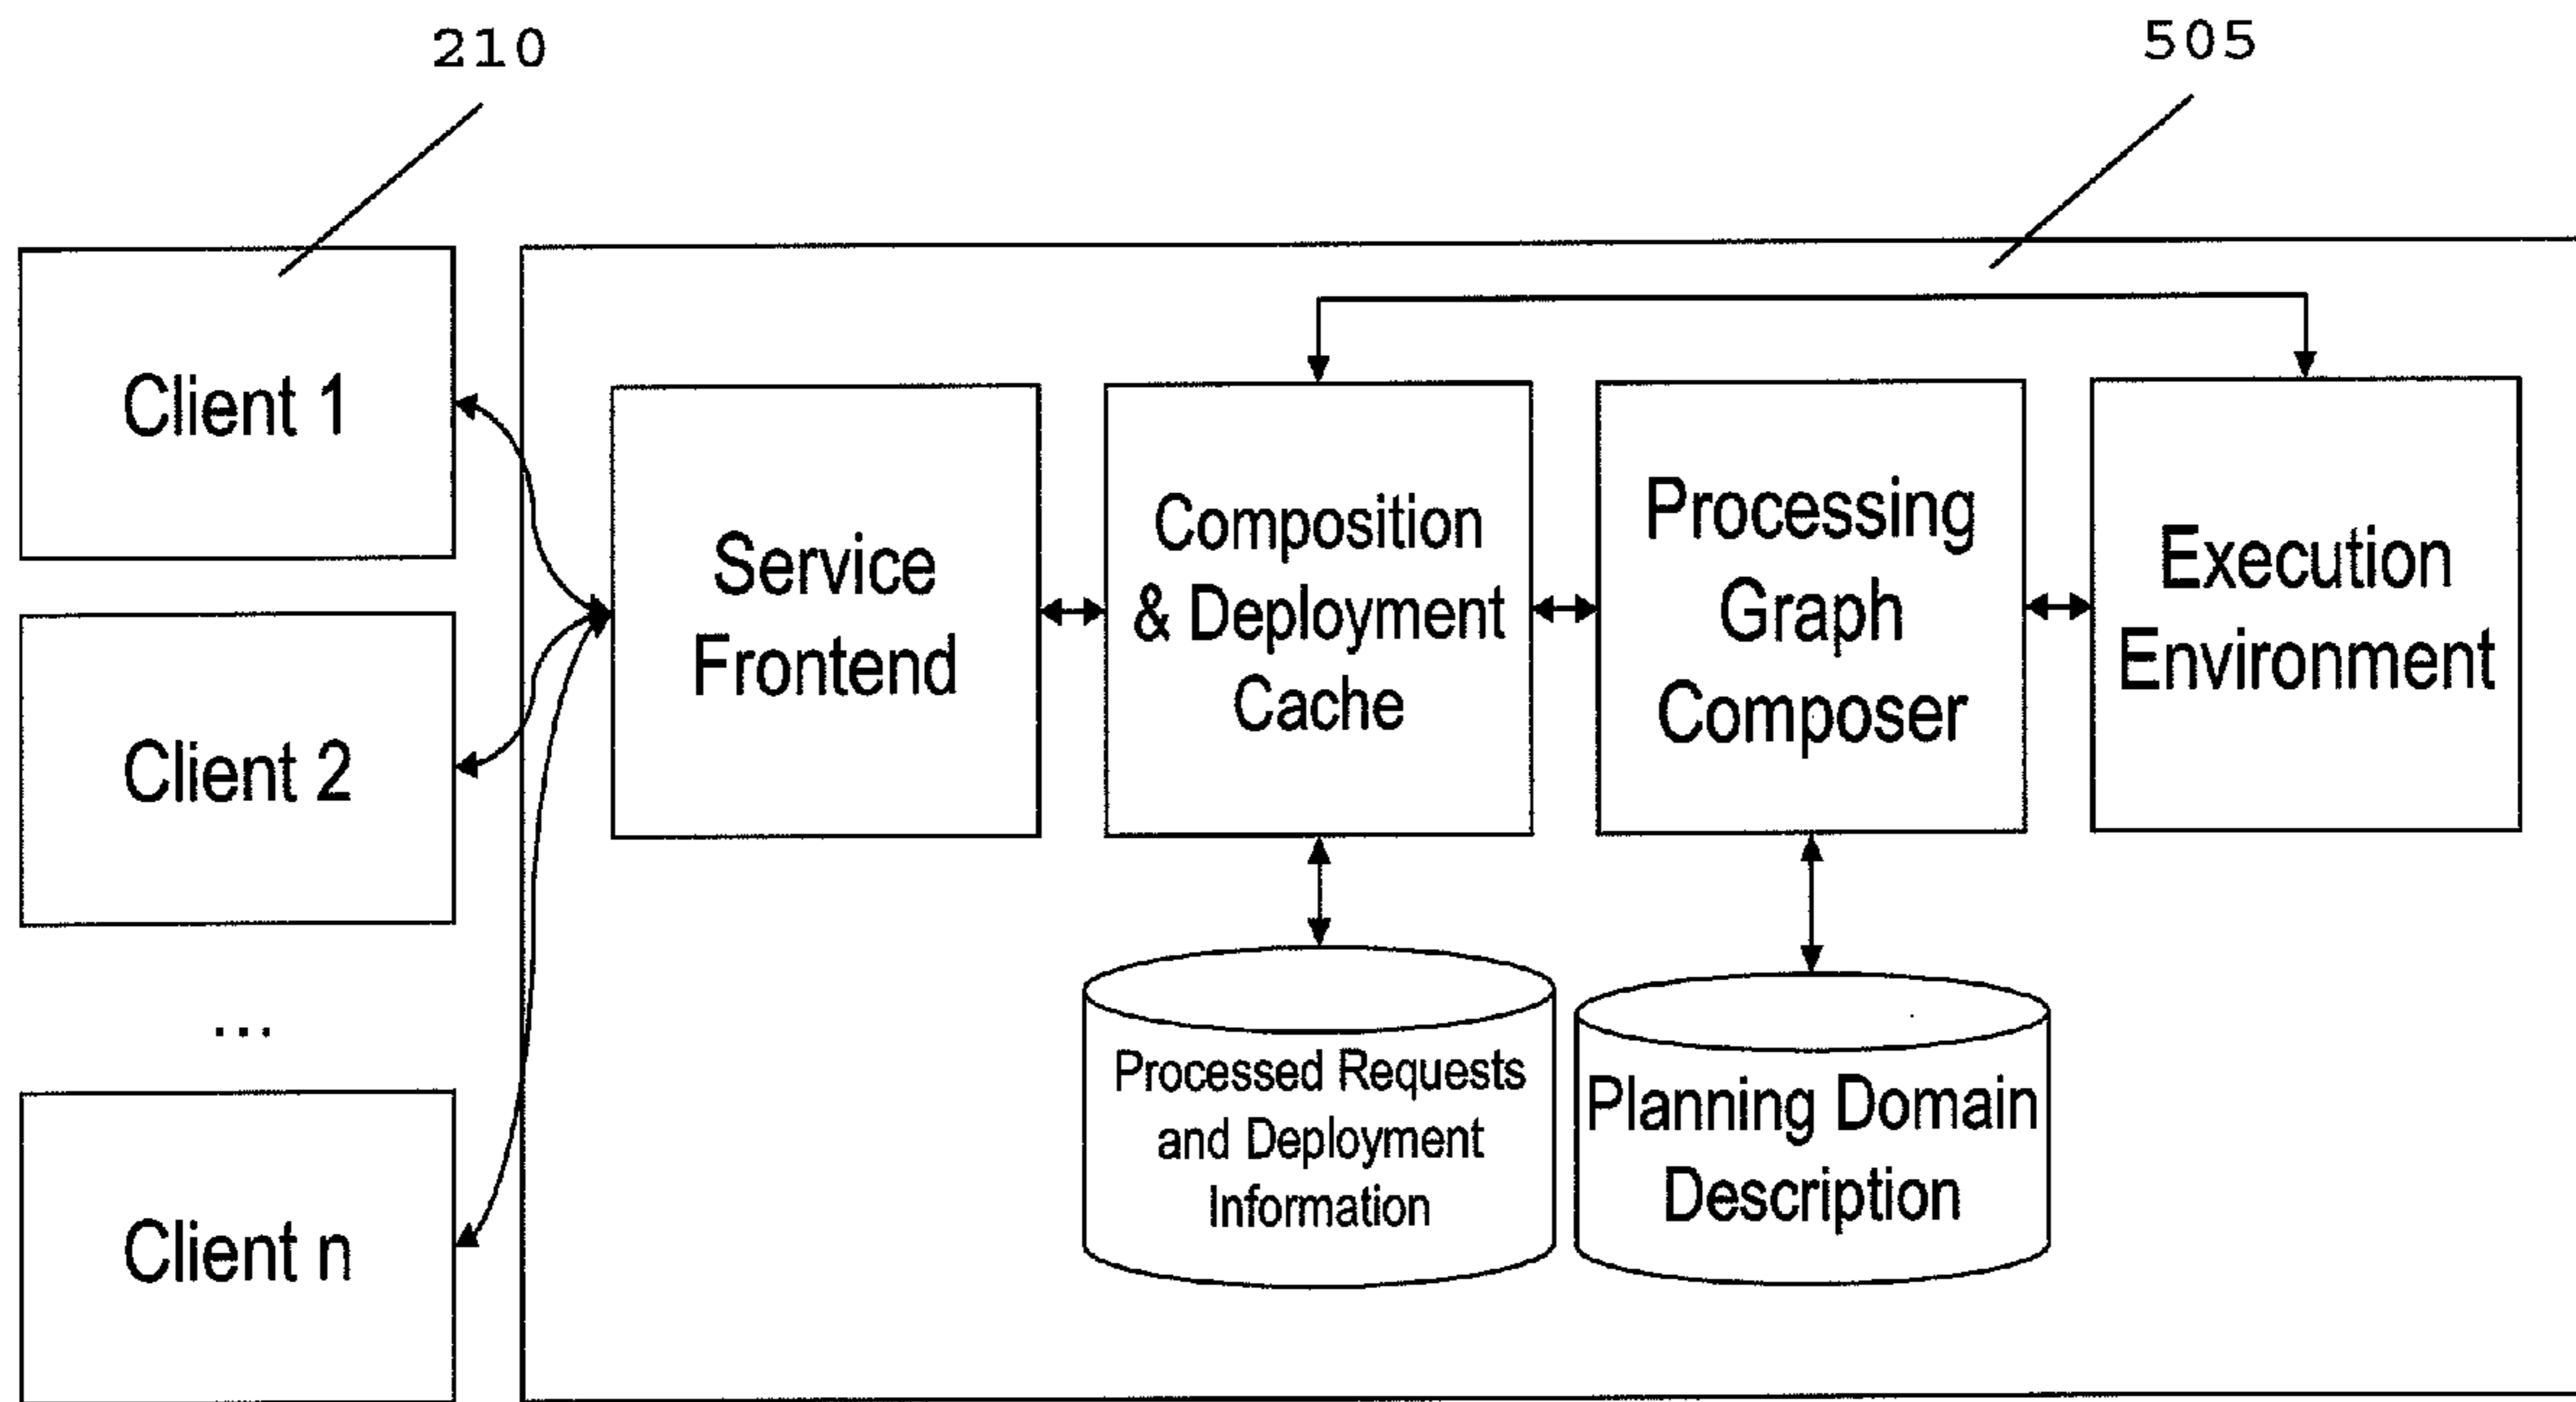 210
505
Client 1
Client 2
...
Client n
Service
Frontend
Composition
& Deployment
Cache
Processing
Graph
Composer
Execution
Environment
Processed Requests
and Deployment
Information
Planning Domain
Description